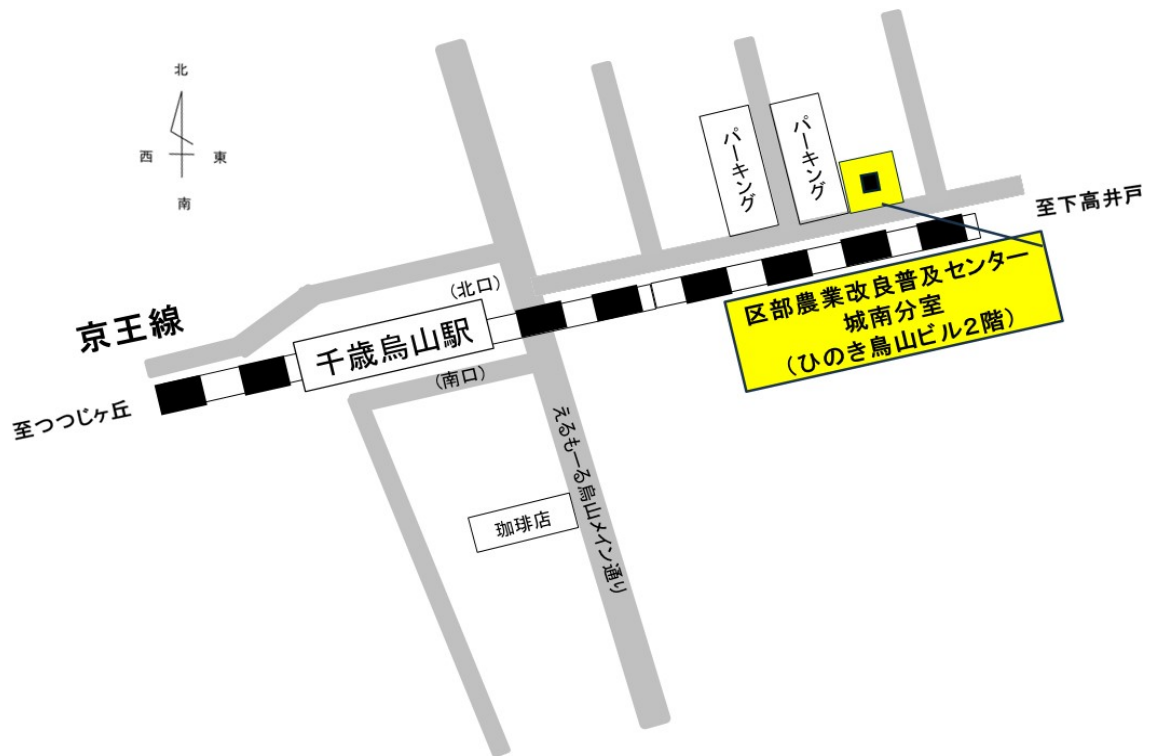 北
西
東
南
パーキング
パーキング
至下高井戸
区部農業改良普及センター
城南分室
（ひのき烏山ビル2階）
(北口)
京王線
千歳烏山駅
(南口)
至つつじヶ丘
えるもーる烏山メイン通り
珈琲店